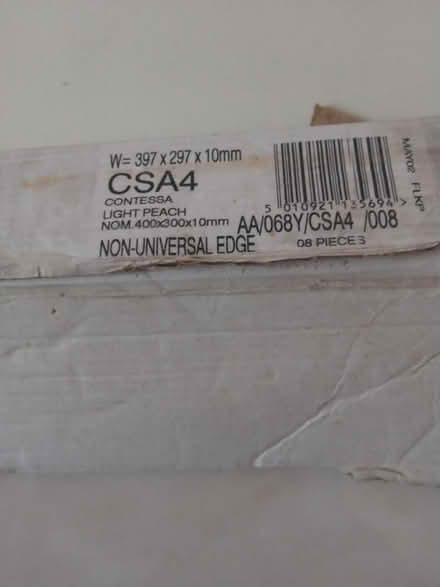 W= 397 x 297 x 10mm
CSA4
CONTESSA
LIGHT PEACH
NOM.400x300x10mm
NON-UNIVERSAL EDGE
5 010921 135694 >
AA/068Y/CSA4 /008
08 PIECES
MAY02 FLKP